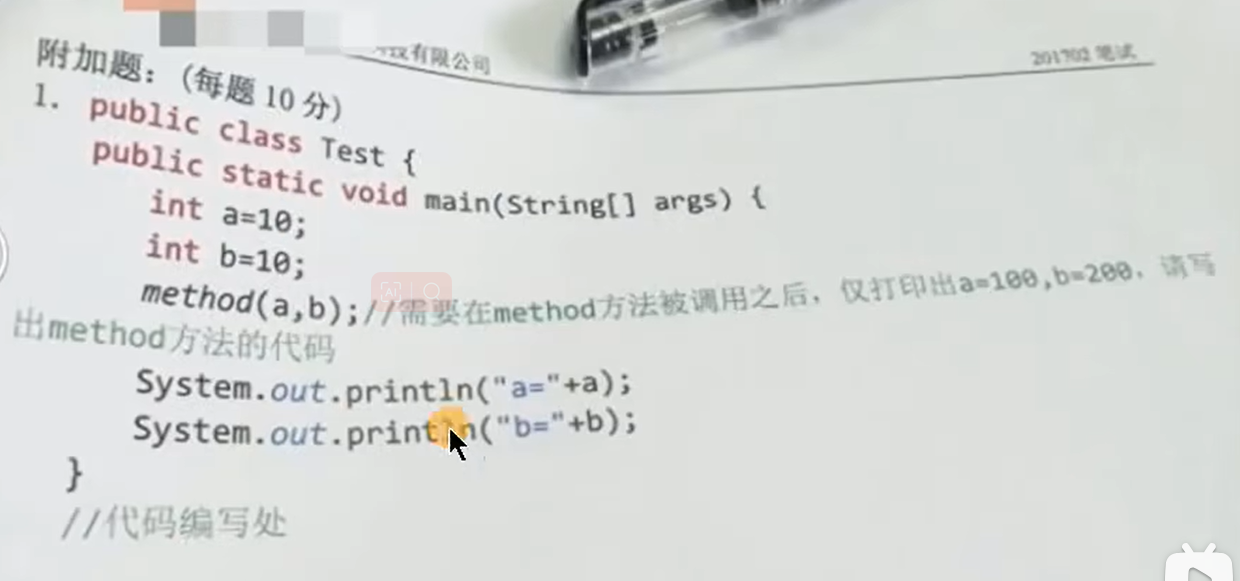 技有限公司
201702 笔试
附加题：（每题 10 分）
1. public class Test {
public static void main(String[] args) {
int a=10;
int b=10;
method(a,b);//需要在method方法被调用之后，仅打印出a=100,b=200，请写
出method方法的代码
System.out.println("a="+a);
System.out.println("b="+b);
}
//代码编写处